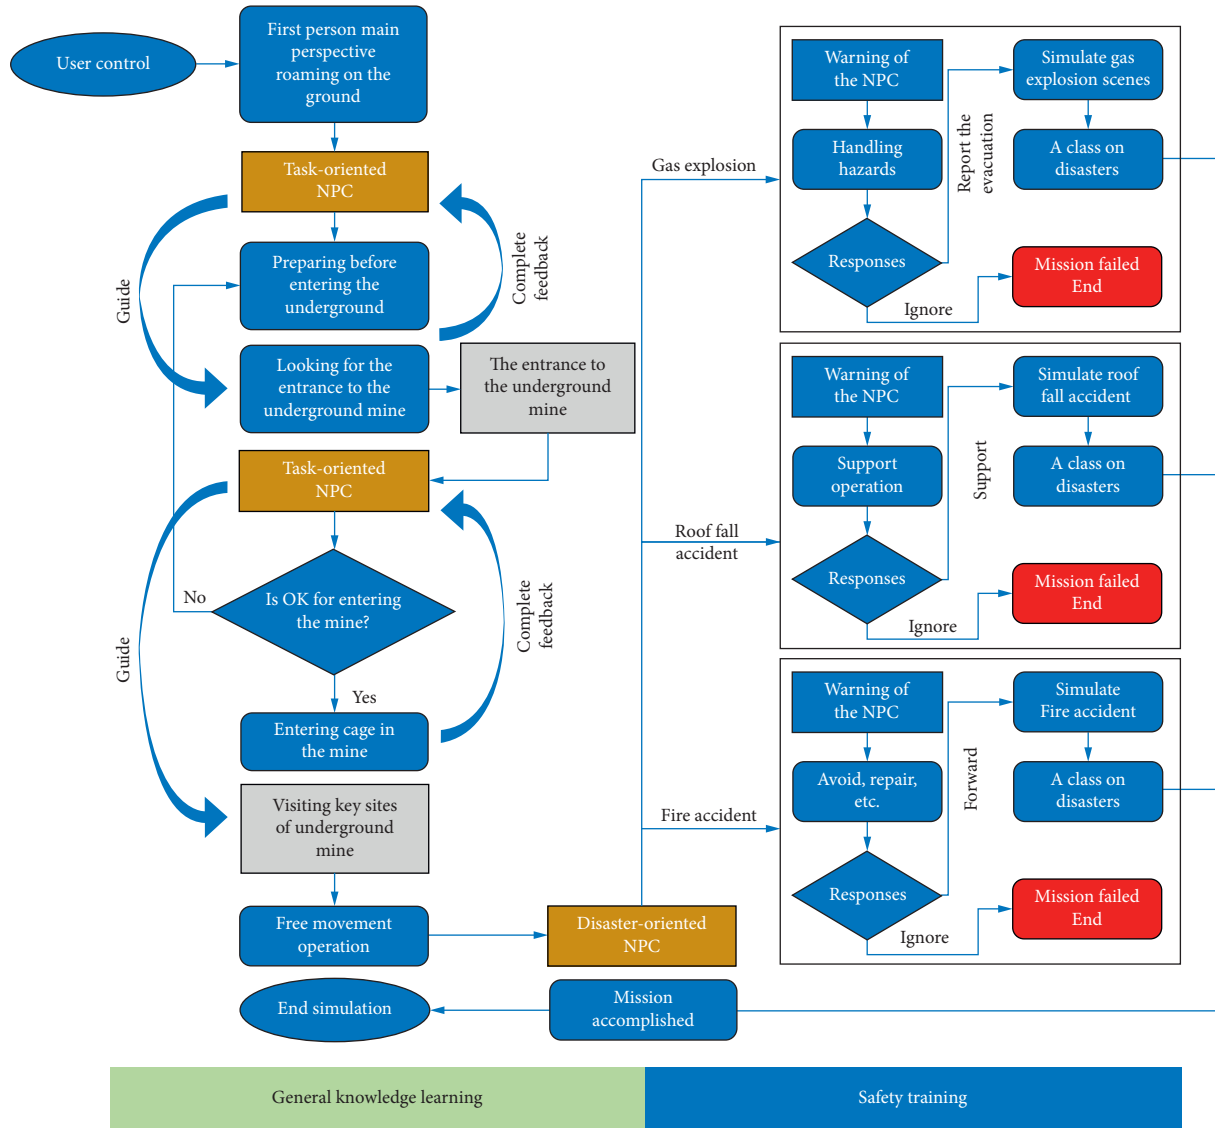 User control
First person main
perspective
roaming on the
ground
Task-oriented
NPC
Guide
Complete
feedback
Preparing before
entering the
underground
Looking for the
entrance to the
underground mine
The entrance to
the underground
mine
Task-oriented
NPC
Guide
Complete
feedback
No
Is OK for entering
the mine?
Yes
Entering cage in
the mine
Visiting key sites
of underground
mine
Free movement
operation
Disaster-oriented
NPC
End simulation
Mission
accomplished
Gas explosion
Warning of
the NPC
Handling
hazards
Responses
Report the
evacuation
Simulate gas
explosion scenes
A class on
disasters
Ignore
Mission failed
End
Roof fall
accident
Warning of
the NPC
Support
operation
Responses
Support
Simulate roof
fall accident
A class on
disasters
Ignore
Mission failed
End
Fire accident
Warning of
the NPC
Avoid, repair,
etc.
Responses
Forward
Simulate
Fire accident
A class on
disasters
Ignore
Mission failed
End
General knowledge learning
Safety training